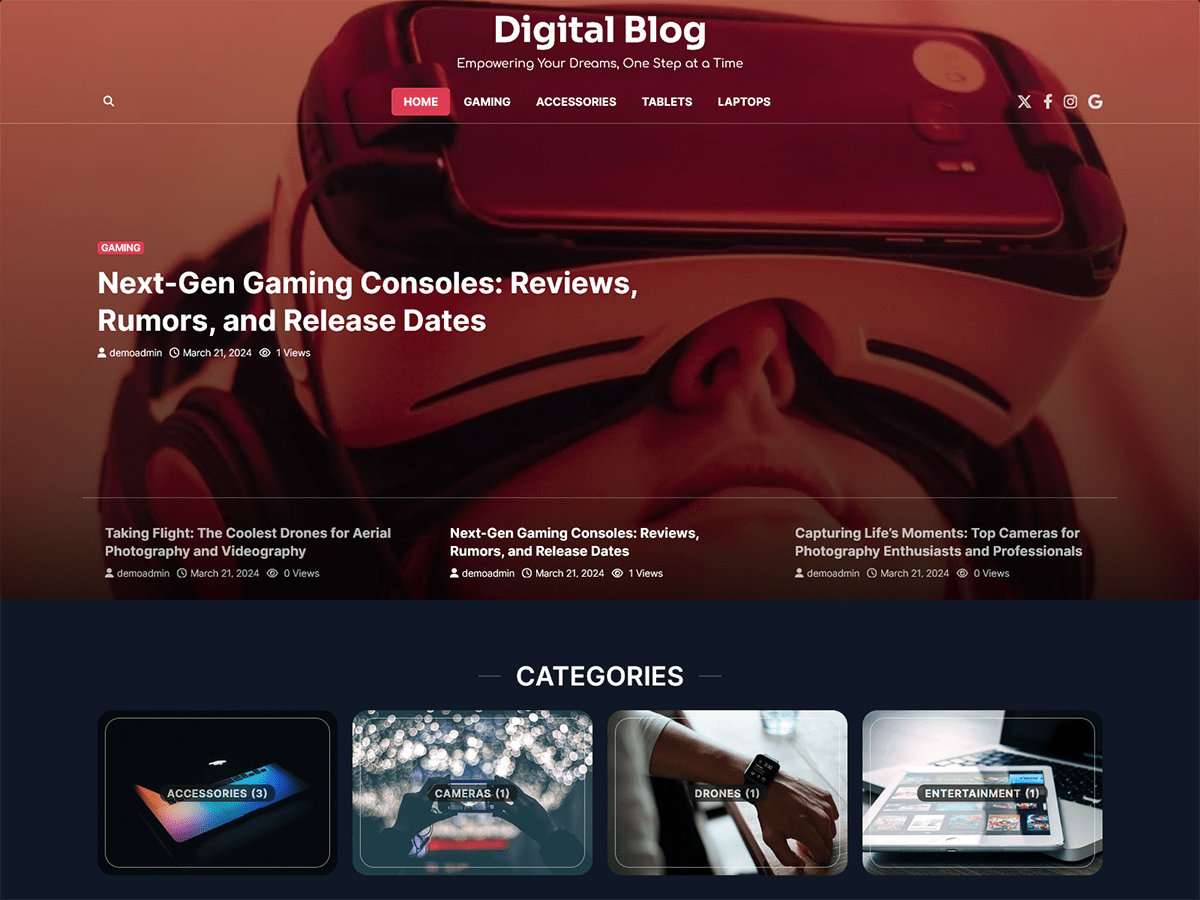 Digital Blog
Empowering Your Dreams, One Step at a Time
HOME GAMING ACCESSORIES TABLETS LAPTOPS
GAMING
Next-Gen Gaming Consoles: Reviews,
Rumors, and Release Dates
demoadmin March 21, 2024 1 Views
Taking Flight: The Coolest Drones for Aerial
Photography and Videography
demoadmin March 21, 2024 0 Views
Next-Gen Gaming Consoles: Reviews,
Rumors, and Release Dates
demoadmin March 21, 2024 1 Views
Capturing Life’s Moments: Top Cameras for
Photography Enthusiasts and Professionals
demoadmin March 21, 2024 0 Views
CATEGORIES
ACCESSORIES (3)
CAMERAS (1)
DRONES (1)
ENTERTAINMENT (1)